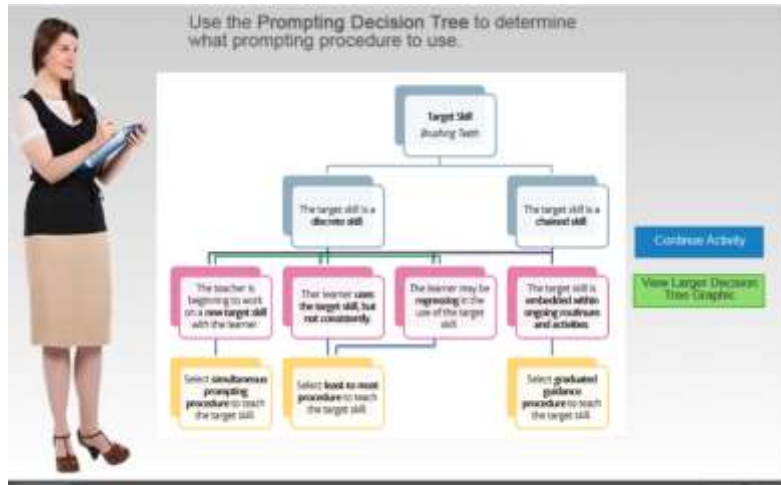 Use the Prompting Decision Tree to determine
what prompting procedure to use.
Target Skill
Brushing Teeth
The target skill is a
discrete skill
The target skill is a
chained skill
Continue Activity
View Larger Decision
Tree Graphic
The teacher is
beginning to work
on a new target skill
with the learner
Ther learner uses
the target skill, but
not consistently.
The learner may be
regressing in the
use of the target
skill.
The target skill is
embedded within
ongoing routines
and activities
Select simultaneous
prompting
procedure to teach
the target skill.
Select least to most
procedure to teach
the target skill.
Select graduated
guidance
procedure to teach
the target skill.